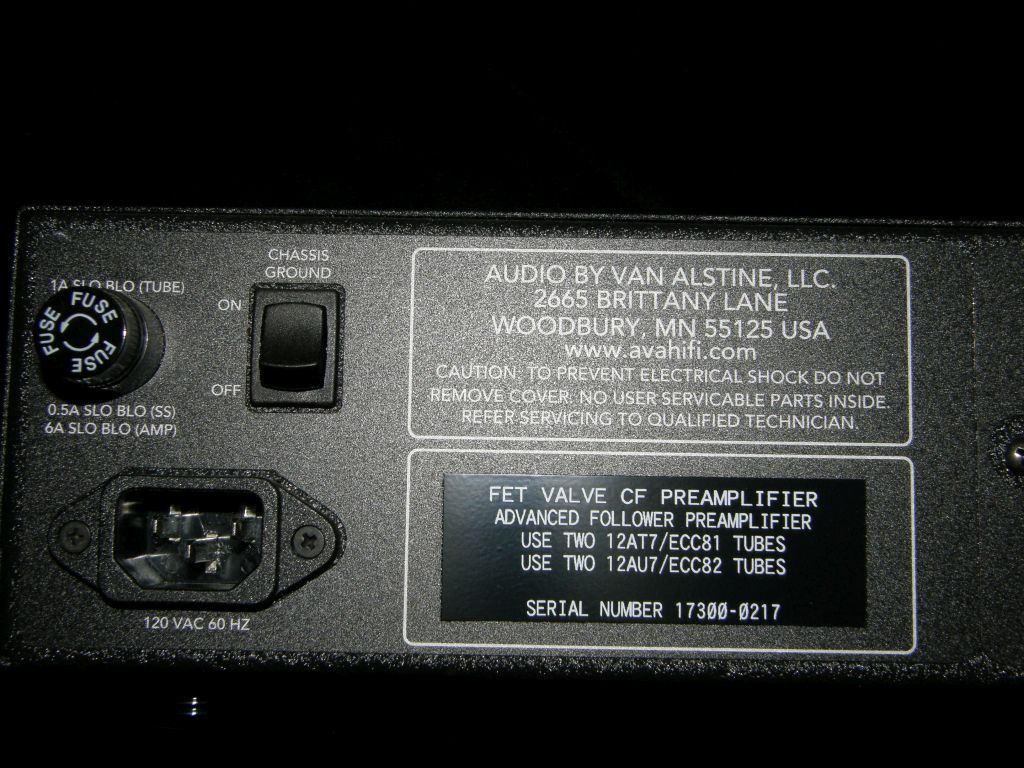 CHASSIS
GROUND
1A SLO BLO (TUBE)
ON
FUSE
FUSE
FUSE
OFF
0.5A SLO BLO (SS)
6A SLO BLO (AMP)
120 VAC 60 HZ
AUDIO BY VAN ALSTINE, LLC.
2665 BRITTANY LANE
WOODBURY, MN 55125 USA
www.avahifi.com
CAUTION: TO PREVENT ELECTRICAL SHOCK DO NOT
REMOVE COVER. NO USER SERVICABLE PARTS INSIDE.
REFER SERVICING TO QUALIFIED TECHNICIAN.
FET VALVE CF PREAMPLIFIER
ADVANCED FOLLOWER PREAMPLIFIER
USE TWO 12AT7/ECC81 TUBES
USE TWO 12AU7/ECC82 TUBES
SERIAL NUMBER 17300-0217